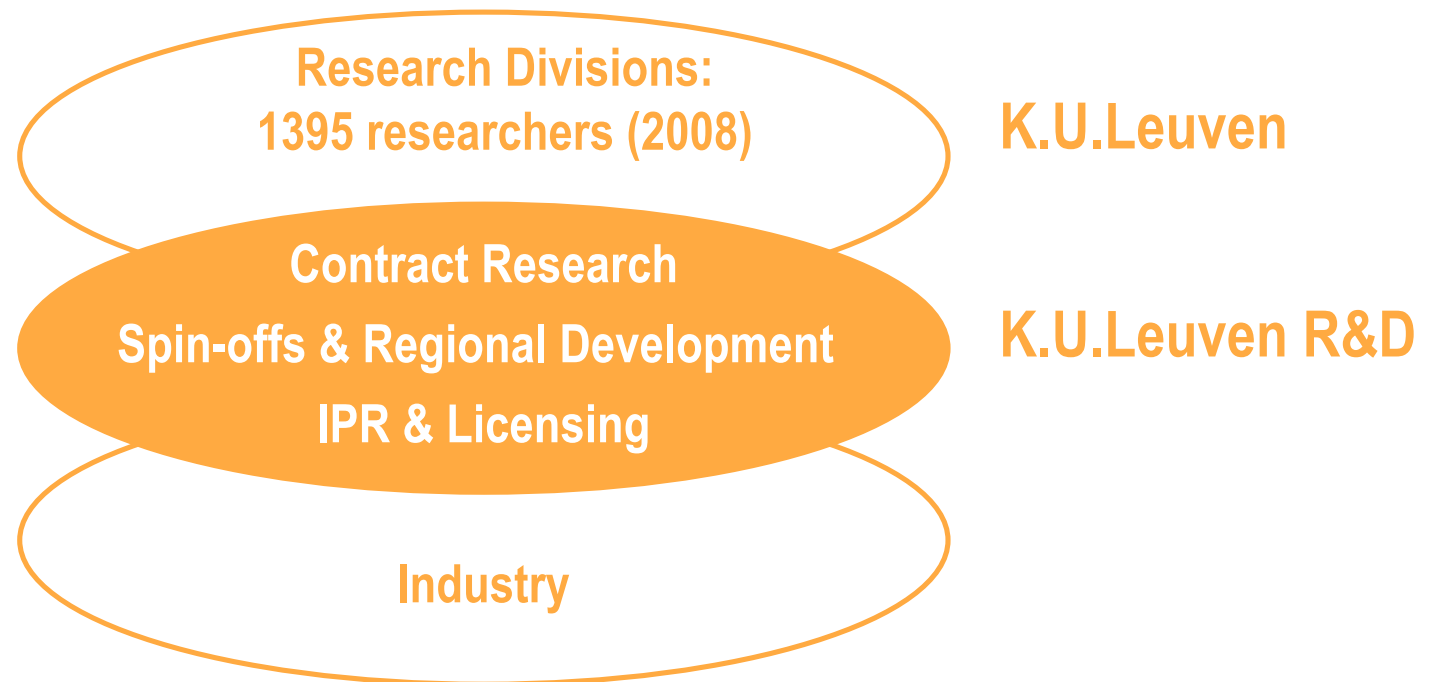 Research Divisions:
1395 researchers (2008)
K.U.Leuven
Contract Research
Spin-offs & Regional Development
IPR & Licensing
K.U.Leuven R&D
Industry